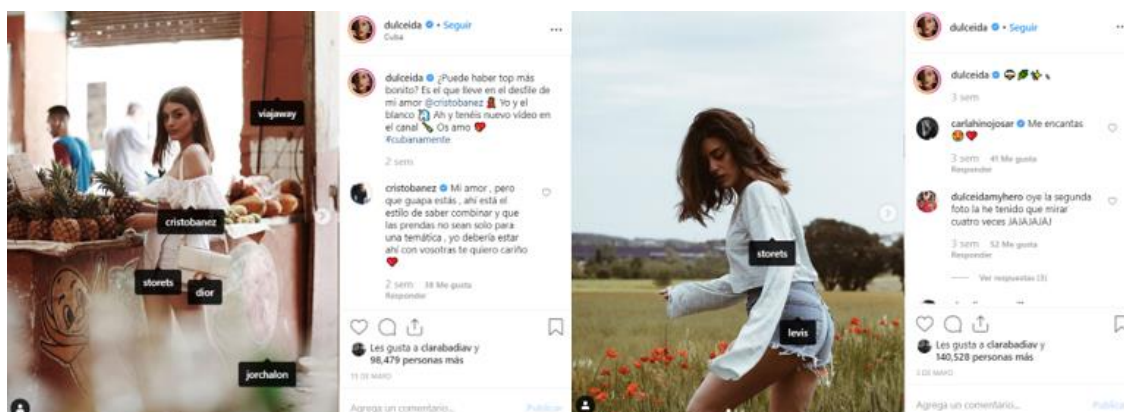 viajaway
cristobanez
storets
dior
jorchalon
dulceida • Seguir
Cuba
dulceida ¿Puede haber top más
bonito? Es el que lleve en el desfile de
mi amor @cristobanez Yo y el
blanco Ah y tenéis nuevo vídeo en
el canal Os amo
#cubanamente
2 sem
cristobanez Mi amor , pero
que guapa estás , ahí está el
estilo de saber combinar y que
las prendas no sean solo para
una temática , yo debería estar
ahí con vosotras te quiero cariño
2 sem 38 Me gusta
Responder
Les gusta a clarabadiav y
98,479 personas más
15 DE MAYO
Agrega un comentario... Publicar
storets
levis
dulceida • Seguir
dulceida
3 sem
carlahinojosar Me encantas
3 sem 41 Me gusta
Responder
dulceidamyhero oye la segunda
foto la he tenido que mirar
cuatro veces JAJAJAJAJ
3 sem 52 Me gusta
Responder
Ver respuestas (3)
Les gusta a clarabadiav y
140,528 personas más
Agrega un comentario... Publicar